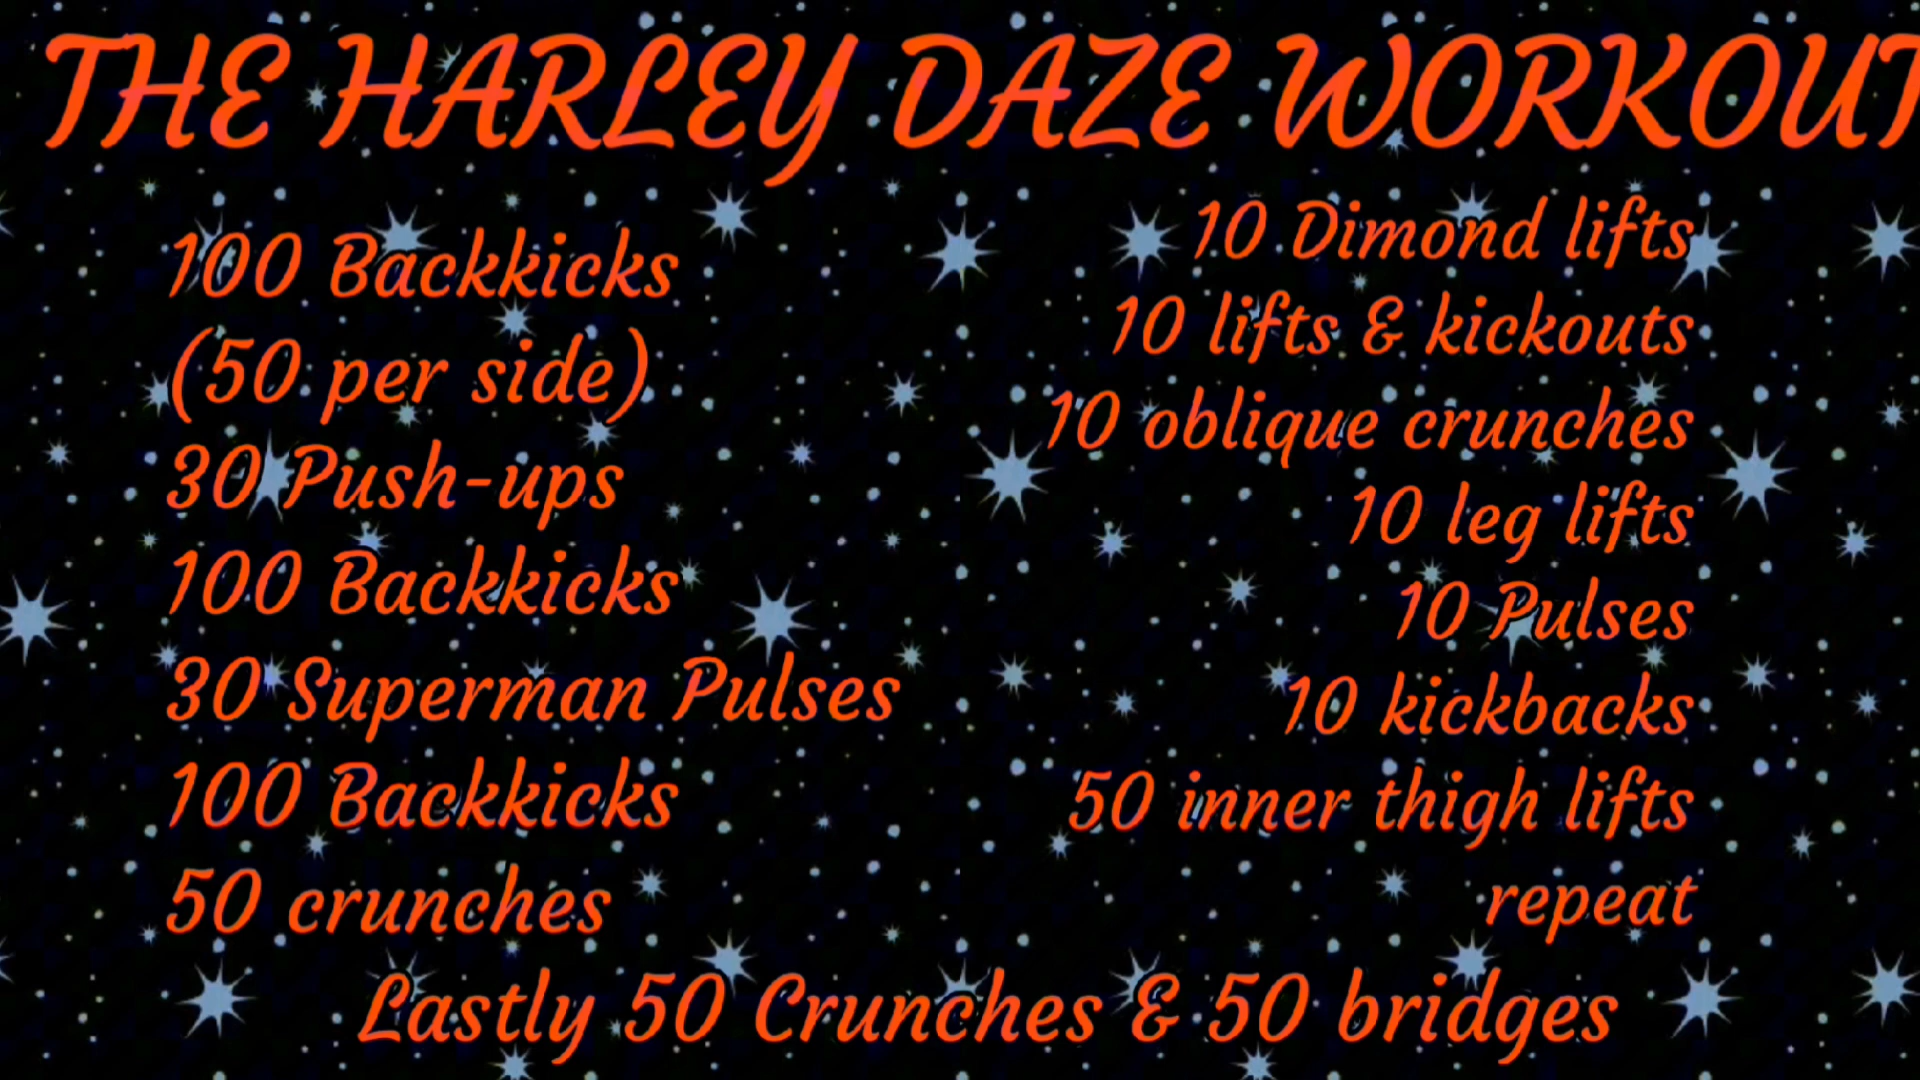 THE HARLEY DAZE WORKOUT
100 Backkicks
(50 per side)
30 Push-ups
100 Backkicks
30 Superman Pulses
100 Backkicks
50 crunches
10 Dimond lifts
10 lifts & kickouts
10 oblique crunches
10 leg lifts
10 Pulses
10 kickbacks
50 inner thigh lifts
repeat
Lastly 50 Crunches & 50 bridges